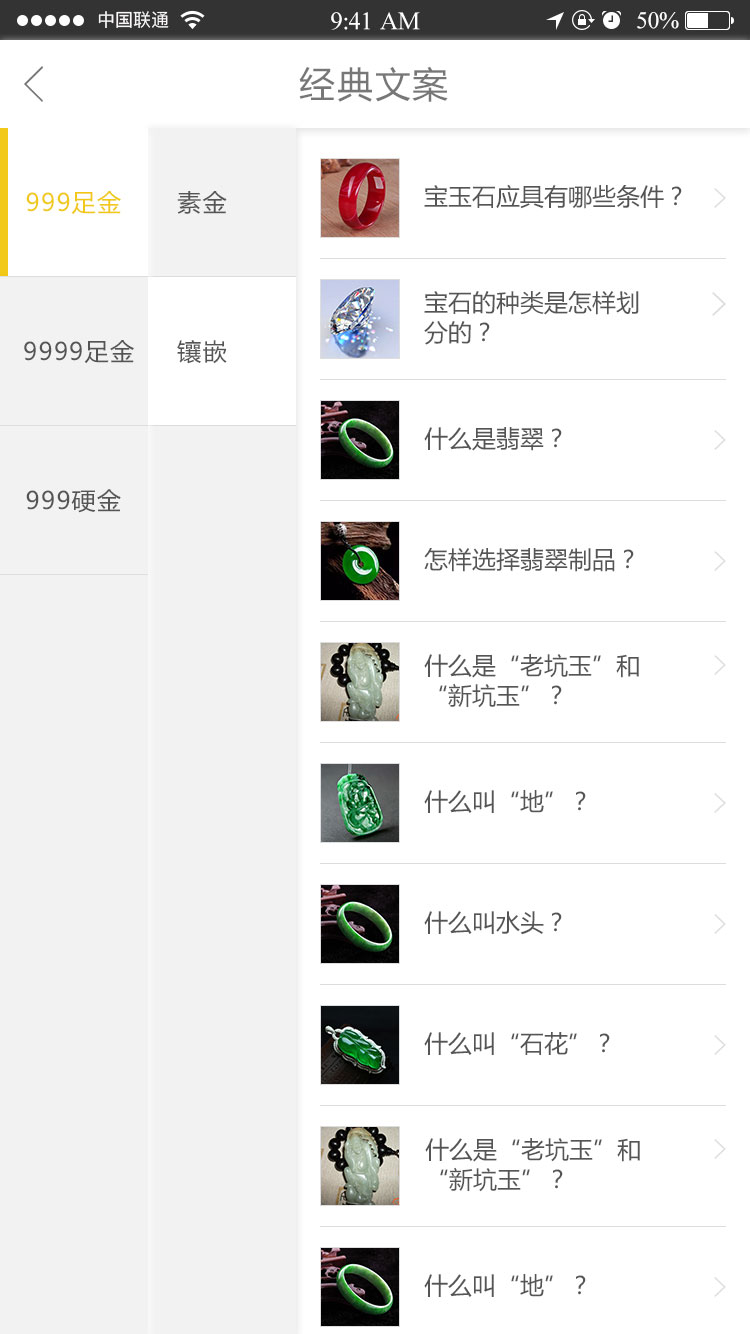 中国联通 9:41 AM 50%
经典文案
999足金
9999足金
999硬金
素金
镶嵌
宝玉石应具有哪些条件？
宝石的种类是怎样划
分的？
什么是翡翠？
怎样选择翡翠制品？
什么是“老坑玉”和
“新坑玉”？
什么叫“地”？
什么叫水头？
什么叫“石花”？
什么是“老坑玉”和
“新坑玉”？
什么叫“地”？